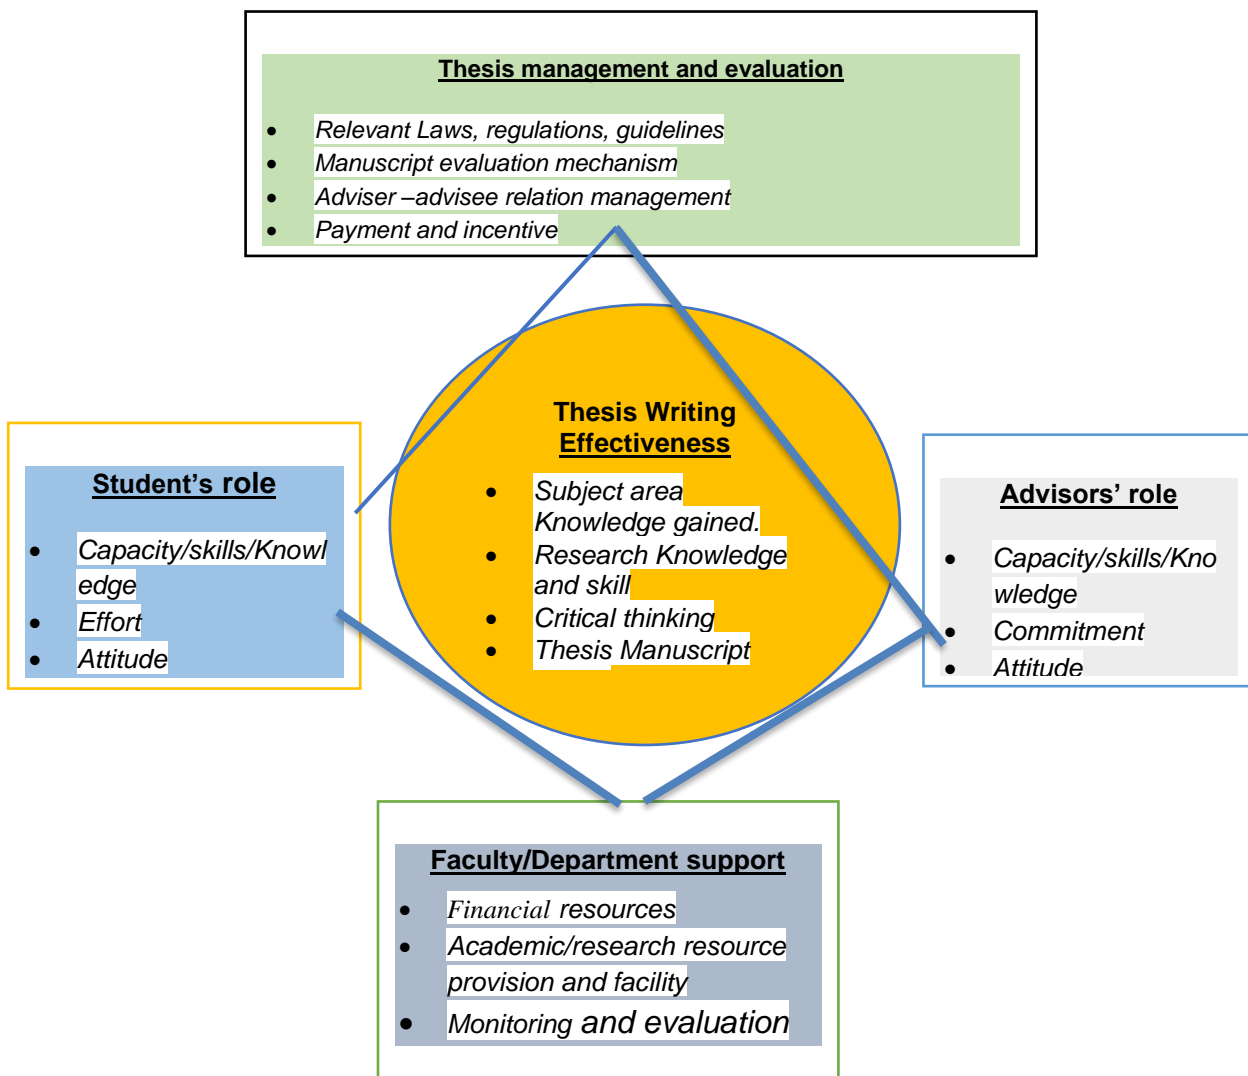 Thesis management and evaluation
• Relevant Laws, regulations, guidelines
• Manuscript evaluation mechanism
• Adviser –advisee relation management
• Payment and incentive
Thesis Writing
Effectiveness
• Subject area
Knowledge gained.
• Research Knowledge
and skill
• Critical thinking
• Thesis Manuscript
Student's role
• Capacity/skills/Knowl
edge
• Effort
• Attitude
Advisors' role
• Capacity/skills/Kno
wledge
• Commitment
• Attitude
Faculty/Department support
• Financial resources
• Academic/research resource
provision and facility
• Monitoring and evaluation